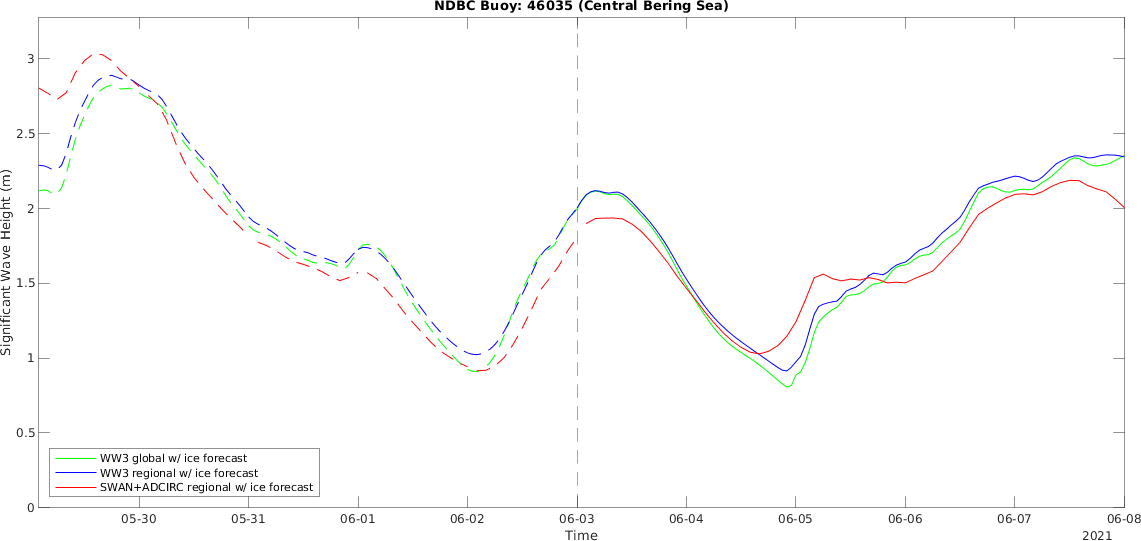 NDBC Buoy: 46035 (Central Bering Sea)
Significant Wave Height (m)
3
2.5
2
1.5
1
0.5
0
WW3 global w/ ice forecast
WW3 regional w/ ice forecast
SWAN+ADCIRC regional w/ ice forecast
05-30 05-31 06-01 06-02 06-03 06-04 06-05 06-06 06-07 06-08
Time
2021